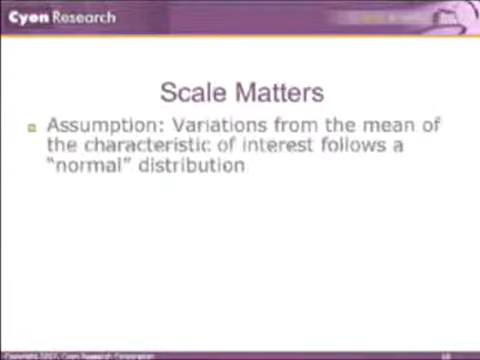 Cyon Research
Scale Matters
Assumption: Variations from the mean of
the characteristic of interest follows a
“normal” distribution
Copyright 2007, Cyon Research Corporation